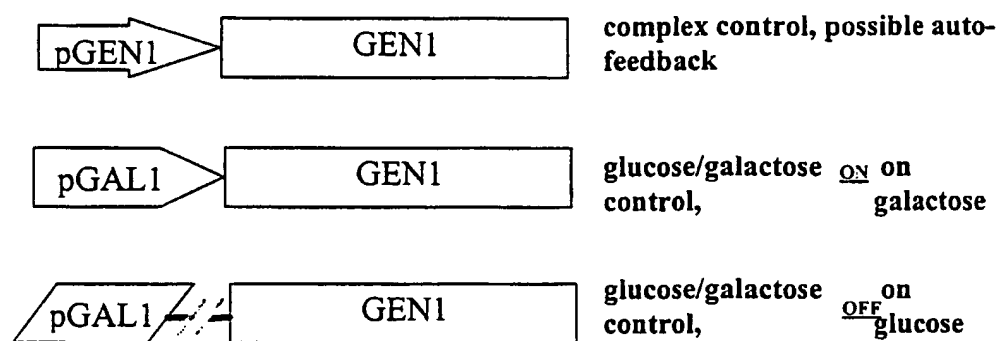 pGEN1 GEN1 complex control, possible auto-
feedback
pGAL1 GEN1 glucose/galactose ON on
control, galactose
pGAL1 GEN1 glucose/galactose OFF on
control, glucose